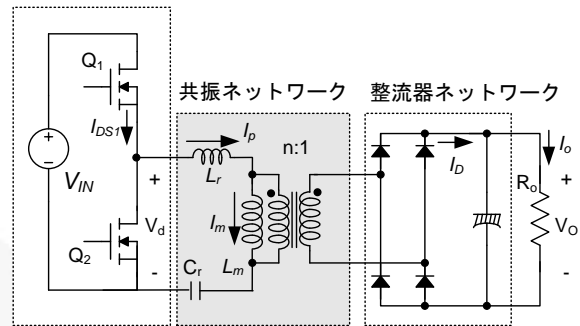 共振ネットワーク
整流器ネットワーク
Q1
IDS1
VIN
+
Vd
-
Q2
Ip
Lr
n:1
Im
Lm
Cr
ID
Io
Ro
+
VO
-